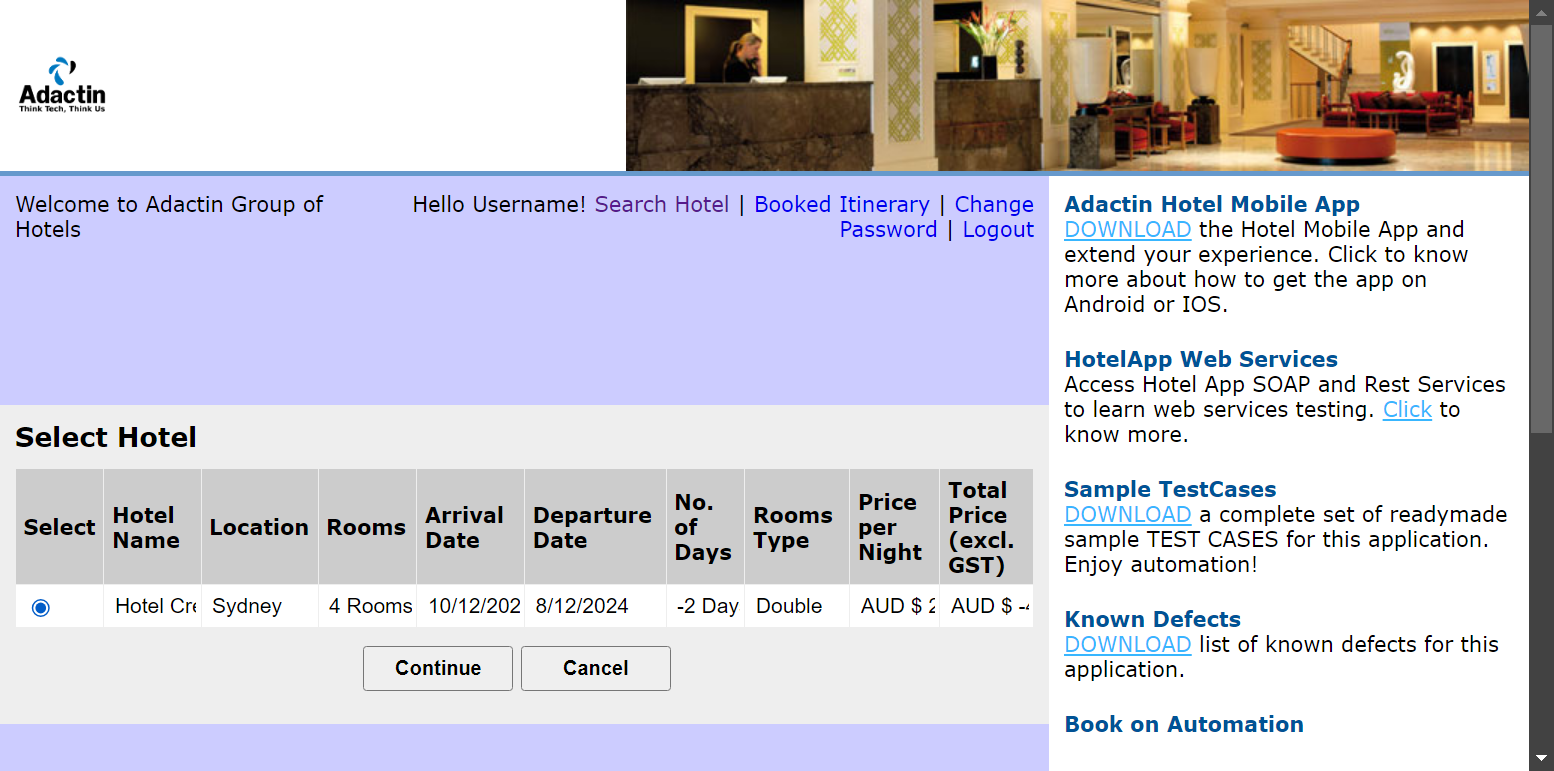 Adactin
Think Tech, Think Us
Welcome to Adactin Group of
Hotels
Hello Username! Search Hotel | Booked Itinerary | Change
Password | Logout
Select Hotel
Select Hotel Name Location Rooms Arrival Date Departure Date No. of Days Rooms Type Price per Night Total Price (excl. GST)
Hotel Cre Sydney 4 Rooms 10/12/202 8/12/2024 -2 Day Double AUD $ 2 AUD $ -4
Continue Cancel
Adactin Hotel Mobile App
DOWNLOAD the Hotel Mobile App and
extend your experience. Click to know
more about how to get the app on
Android or IOS.
HotelApp Web Services
Access Hotel App SOAP and Rest Services
to learn web services testing. Click to
know more.
Sample TestCases
DOWNLOAD a complete set of readymade
sample TEST CASES for this application.
Enjoy automation!
Known Defects
DOWNLOAD list of known defects for this
application.
Book on Automation